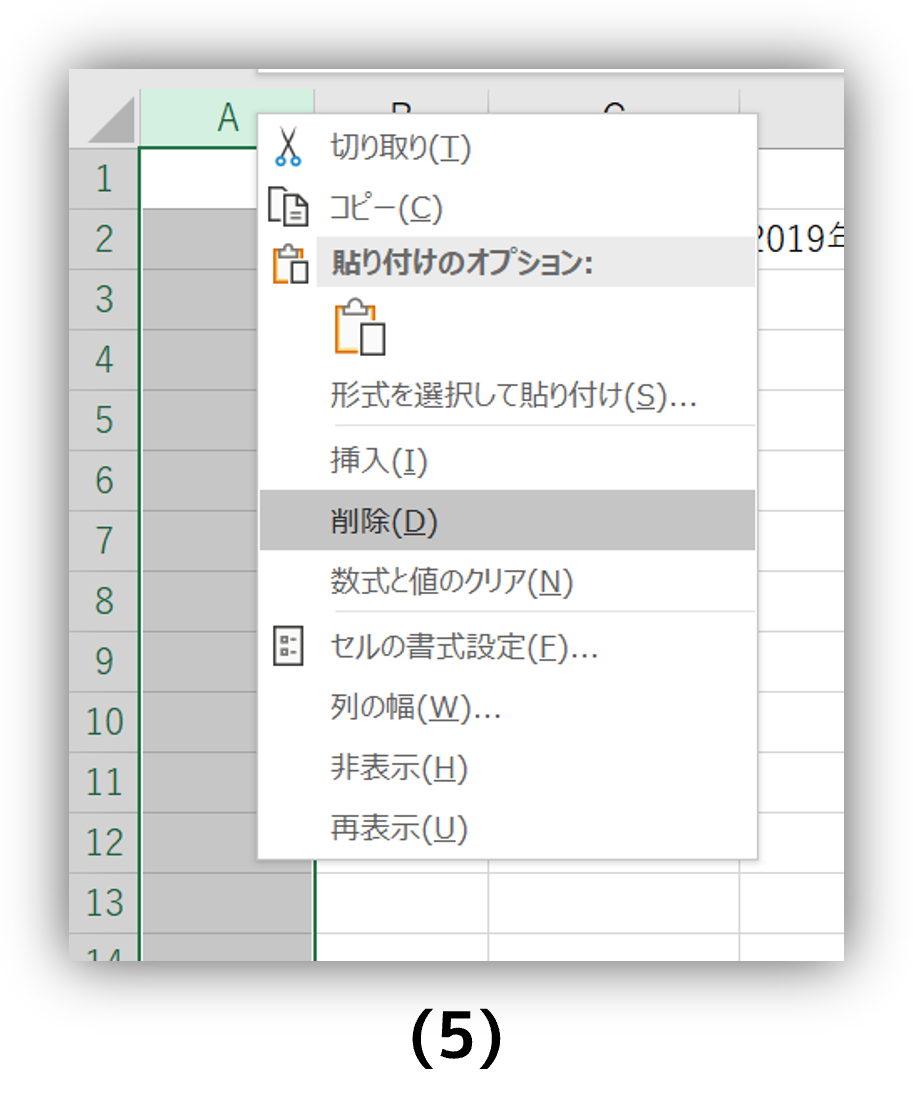 A
切り取り(T)
1
コピー(C)
2
2019年
貼り付けのオプション:
3
4
形式を選択して貼り付け(S)...
5
挿入(I)
6
削除(D)
7
数式と値のクリア(N)
8
セルの書式設定(F)...
9
列の幅(W)...
10
非表示(H)
11
再表示(U)
12
13
14
(5)